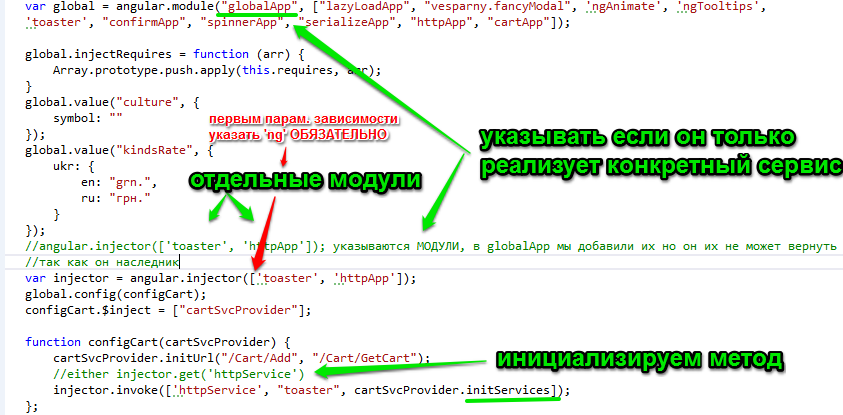 var global = angular.module("globalApp", ["lazyLoadApp", "vesparny.fancyModal", 'ngAnimate', 'ngTooltips',
'toaster', "confirmApp", "spinnerApp", "serializeApp", "httpApp", "cartApp"]);
global.injectRequires = function (arr) {
Array.prototype.push.apply(this.requires, arr);
}
global.value("culture", {
symbol: ""
});
первым парам. зависимости
указать 'ng' ОБЯЗАТЕЛЬНО
указывать если он только
реализует конкретный сервис
global.value("kindsRate", {
ukr: {
en: "grn.",
ru: "грн."
}
});
отдельные модули
//angular.injector(['toaster', 'httpApp']); указываются МОДУЛИ, в globalApp мы добавили их но он их не может вернуть
//так как он наследник
var injector = angular.injector(['toaster', 'httpApp']);
global.config(configCart);
configCart.$inject = ["cartSvcProvider"];
function configCart(cartSvcProvider) {
cartSvcProvider.initUrl("/Cart/Add", "/Cart/GetCart");
//either injector.get('httpService')
инициализируем метод
injector.invoke(['httpService', "toaster", cartSvcProvider.initServices]);
};